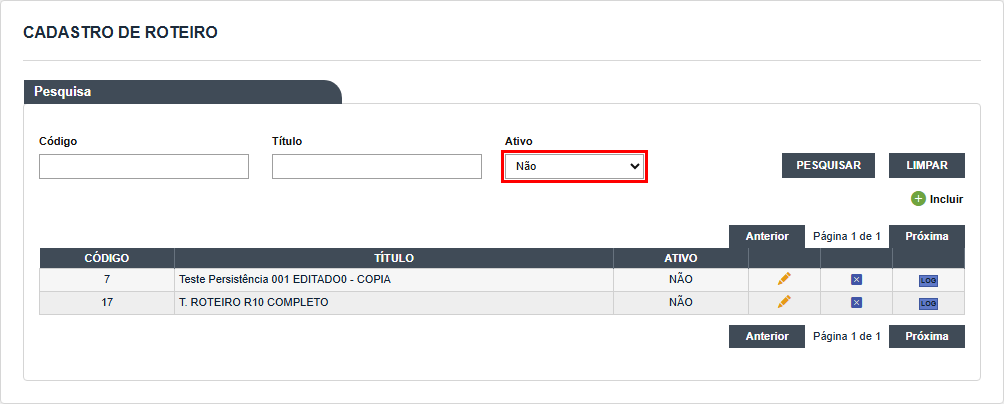 CADASTRO DE ROTEIRO
Pesquisa
Código Título Ativo
Não PESQUISAR LIMPAR
Incluir
Anterior Página 1 de 1 Próxima
CÓDIGO TÍTULO ATIVO
7 Teste Persistência 001 EDITADO0 - COPIA NÃO LOG
17 T. ROTEIRO R10 COMPLETO NÃO LOG
Anterior Página 1 de 1 Próxima